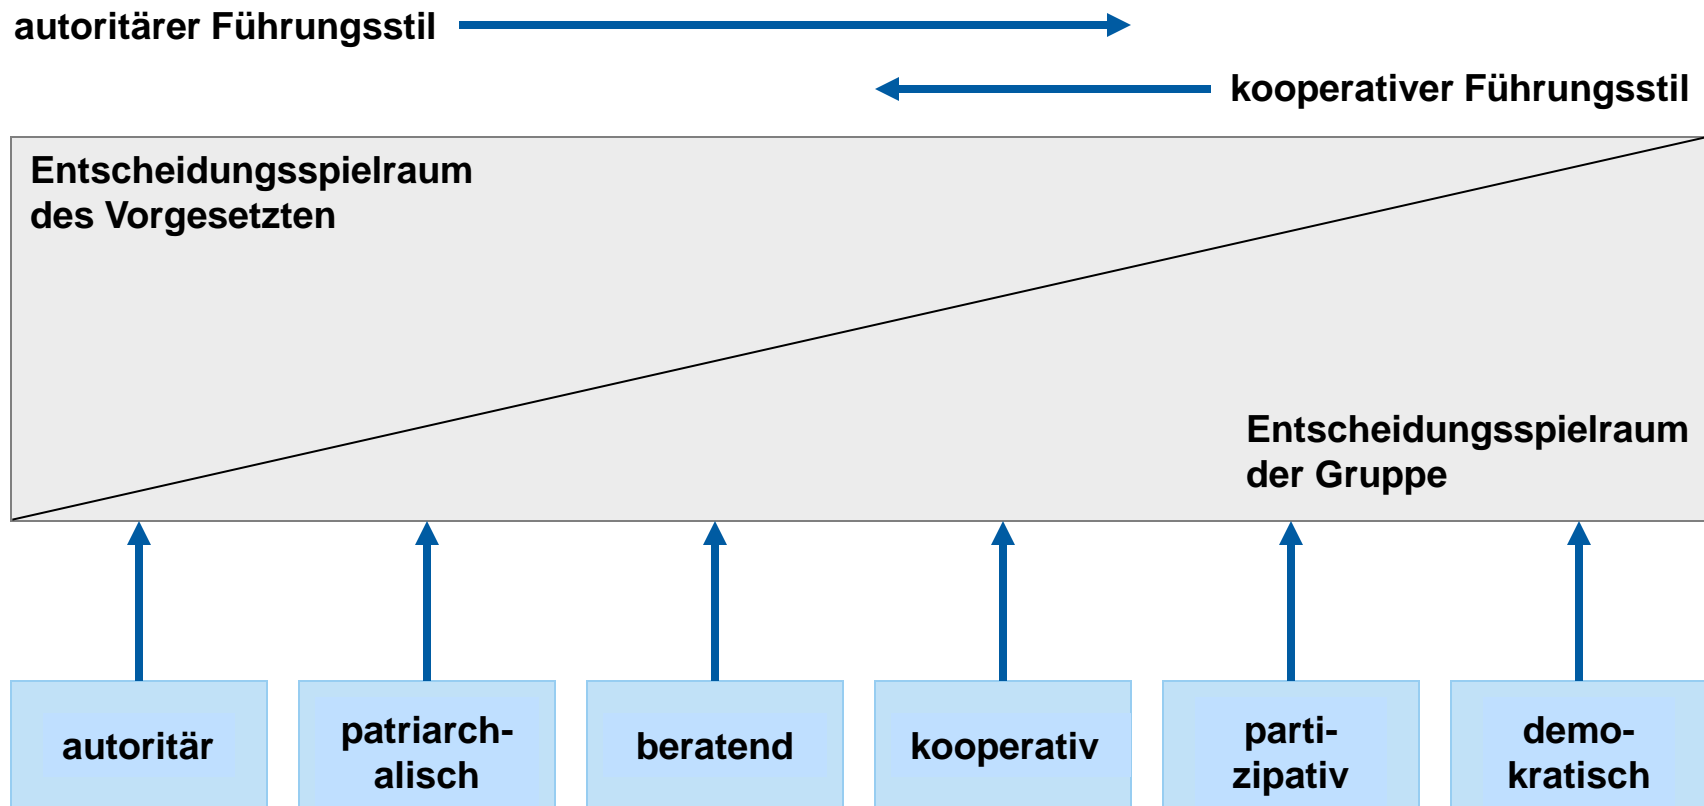 autoritärer Führungsstil
kooperativer Führungsstil
Entscheidungsspielraum
des Vorgesetzten
Entscheidungsspielraum
der Gruppe
autoritär
patriarch-
alisch
beratend
kooperativ
parti-
zipativ
demo-
kratisch